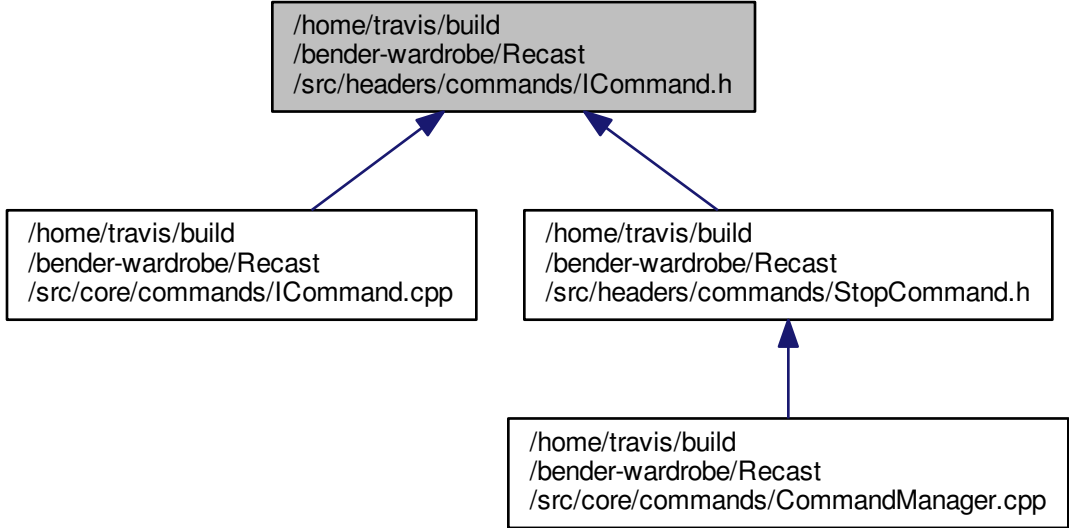 /home/travis/build
/bender-wardrobe/Recast
/src/headers/commands/ICommand.h
/home/travis/build
/bender-wardrobe/Recast
/src/core/commands/ICommand.cpp
/home/travis/build
/bender-wardrobe/Recast
/src/headers/commands/StopCommand.h
/home/travis/build
/bender-wardrobe/Recast
/src/core/commands/CommandManager.cpp